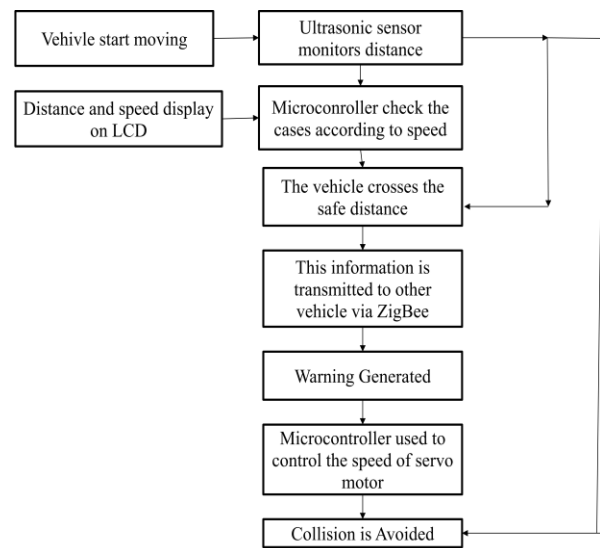 Vehivle start moving
Ultrasonic sensor
monitors distance
Distance and speed display
on LCD
Microconroller check the
cases according to speed
The vehicle crosses the
safe distance
This information is
transmitted to other
vehicle via ZigBee
Warning Generated
Microcontroller used to
control the speed of servo
motor
Collision is Avoided